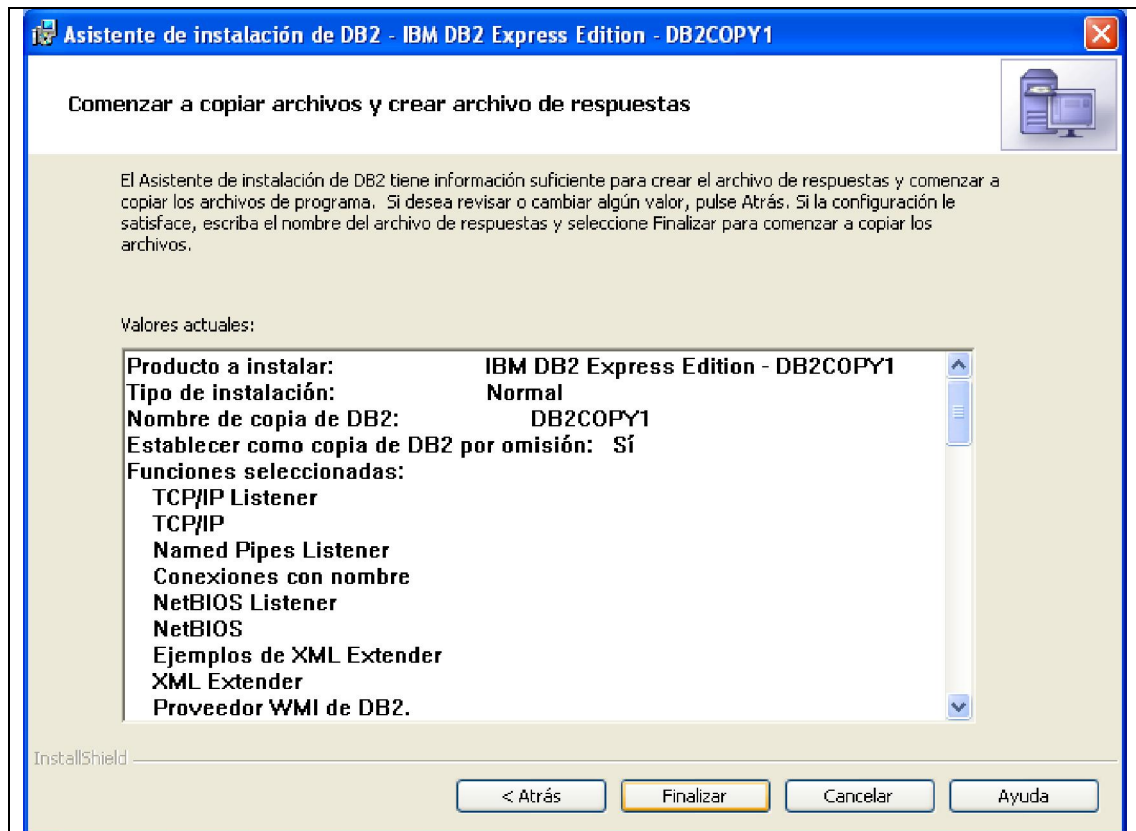 Asistente de instalación de DB2 - IBM DB2 Express Edition - DB2COPY1
Comenzar a copiar archivos y crear archivo de respuestas
El Asistente de instalación de DB2 tiene información suficiente para crear el archivo de respuestas y comenzar a
copiar los archivos de programa. Si desea revisar o cambiar algún valor, pulse Atrás. Si la configuración le
satisface, escriba el nombre del archivo de respuestas y seleccione Finalizar para comenzar a copiar los
archivos.
Valores actuales:
Producto a instalar: IBM DB2 Express Edition - DB2COPY1
Tipo de instalación: Normal
Nombre de copia de DB2: DB2COPY1
Establecer como copia de DB2 por omisión: Sí
Funciones seleccionadas:
TCP/IP Listener
TCP/IP
Named Pipes Listener
Conexiones con nombre
NetBIOS Listener
NetBIOS
Ejemplos de XML Extender
XML Extender
Proveedor WMI de DB2.
InstallShield
< Atrás Finalizar Cancelar Ayuda